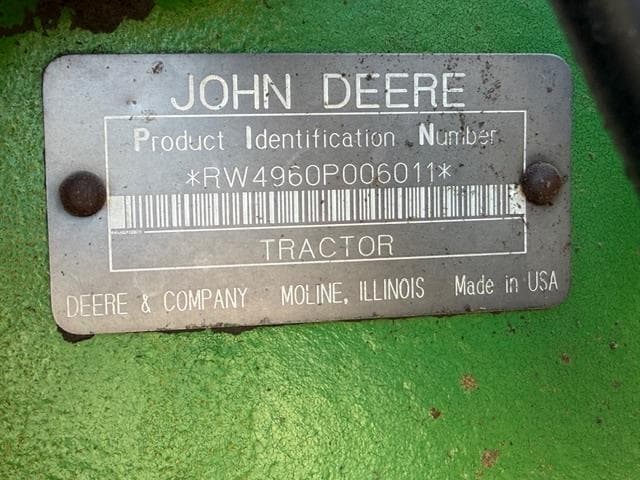 JOHN DEERE
Product Identification Number
*RW4960P006011*
TRACTOR
DEERE & COMPANY MOLINE, ILLINOIS Made in USA